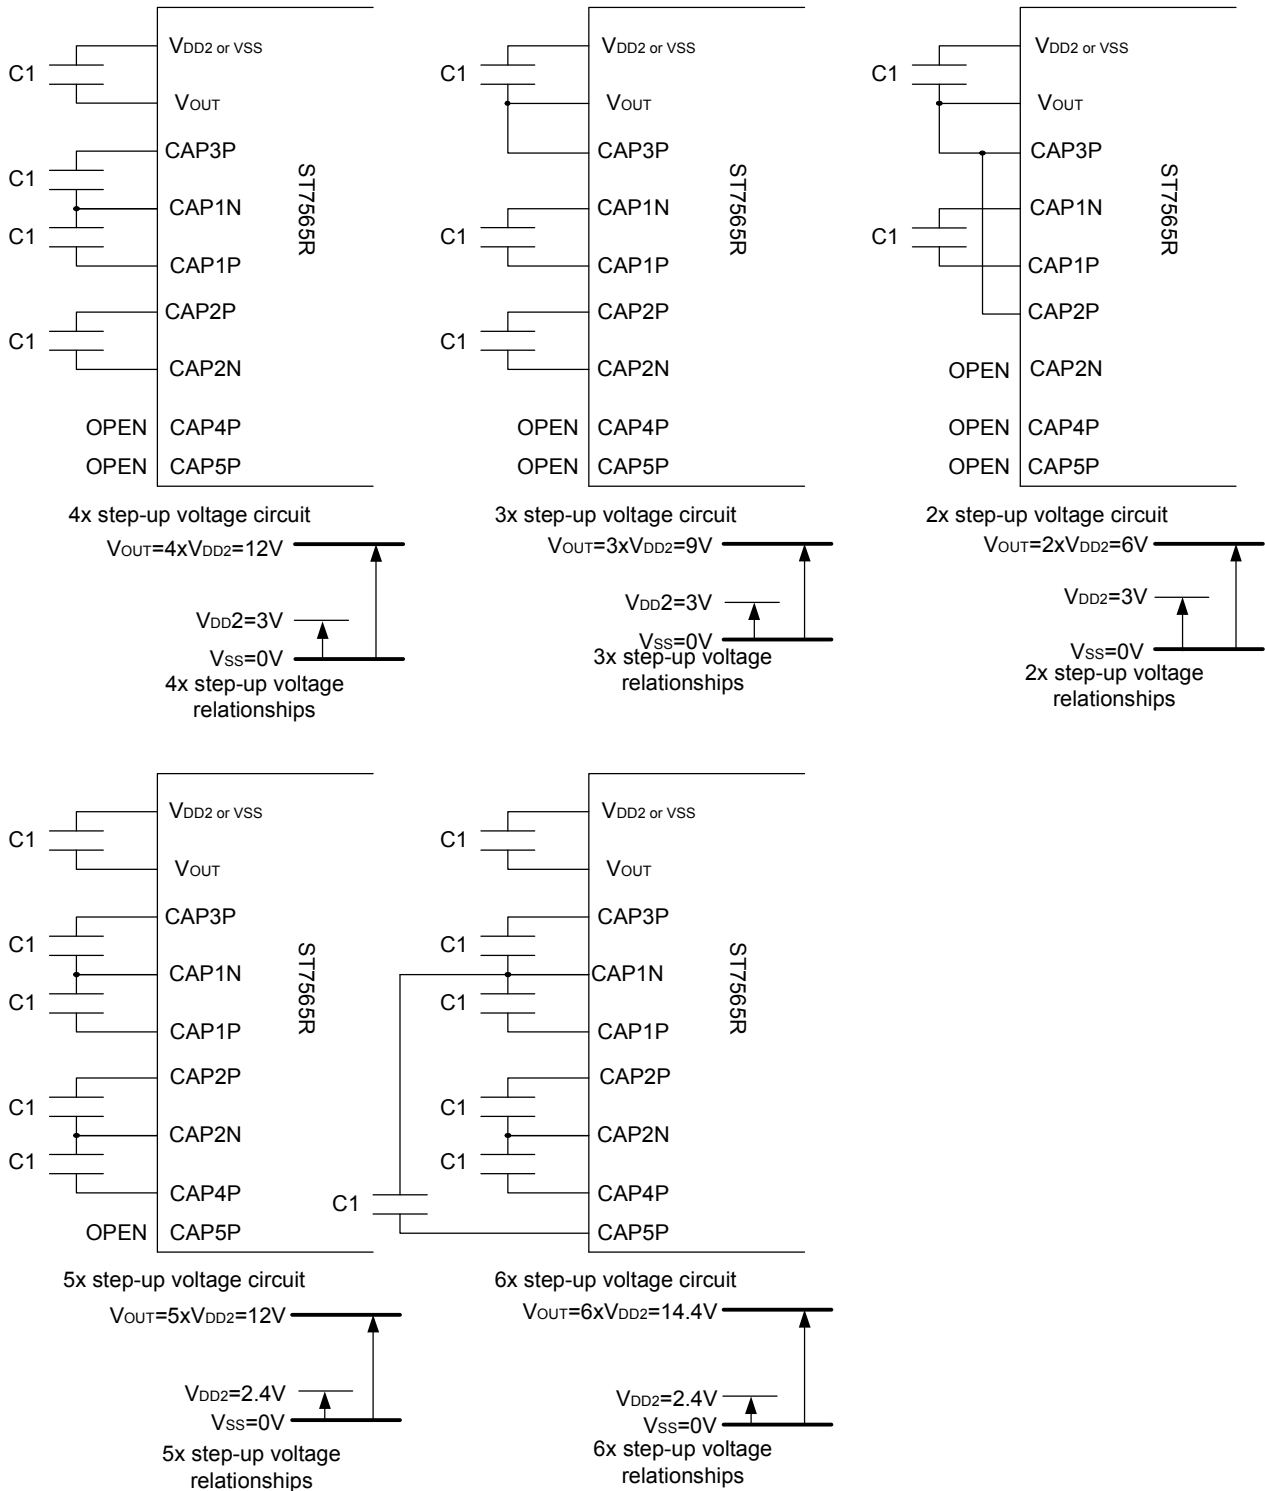 VDD2 or VSS
C1
VOUT
CAP3P
C1
CAP1N
C1
CAP1P
CAP2P
C1
CAP2N
OPEN CAP4P
OPEN CAP5P
ST7565R
4x step-up voltage circuit
VOUT=4xVDD2=12V
VDD2=3V
VSS=0V
4x step-up voltage
relationships
VDD2 or VSS
C1
VOUT
CAP3P
CAP1N
C1
CAP1P
CAP2P
C1
CAP2N
OPEN CAP4P
OPEN CAP5P
ST7565R
3x step-up voltage circuit
VOUT=3xVDD2=9V
VDD2=3V
VSS=0V
3x step-up voltage
relationships
VDD2 or VSS
C1
VOUT
CAP3P
CAP1N
C1
CAP1P
CAP2P
OPEN CAP2N
OPEN CAP4P
OPEN CAP5P
ST7565R
2x step-up voltage circuit
VOUT=2xVDD2=6V
VDD2=3V
VSS=0V
2x step-up voltage
relationships
VDD2 or VSS
C1
VOUT
CAP3P
C1
CAP1N
C1
CAP1P
CAP2P
C1
CAP2N
C1
CAP4P
OPEN CAP5P
ST7565R
5x step-up voltage circuit
VOUT=5xVDD2=12V
VDD2=2.4V
VSS=0V
5x step-up voltage
relationships
VDD2 or VSS
C1
VOUT
CAP3P
C1
CAP1N
C1
CAP1P
CAP2P
C1
CAP2N
C1
CAP4P
C1
CAP5P
ST7565R
6x step-up voltage circuit
VOUT=6xVDD2=14.4V
VDD2=2.4V
VSS=0V
6x step-up voltage
relationships